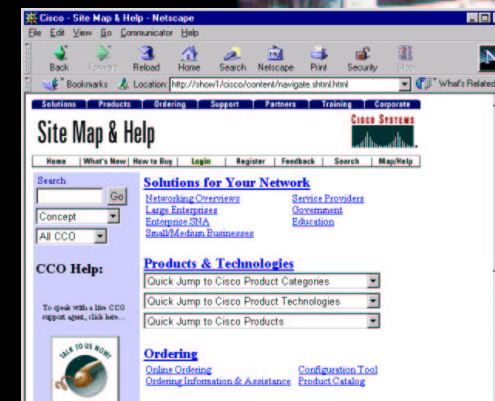 Cisco - Site Map & Help - Netscape
File Edit View Go Communicator Help
Back Forward Reload Home Search Netscape Print Security Stop
Bookmarks Location: http://show1/cisco/content/navigate.shtml.html What's Related
Solutions Products Ordering Support Partners Training Corporate
Site Map & Help
CISCO SYSTEMS
Home What's New How to Buy Login Register Feedback Search Map/Help
Search
Go
Concept
All CCO
CCO Help:
To speak with a live CCO
support agent, click here...
TALK TO US NOW!
Solutions for Your Network
Networking Overviews Service Providers
Large Enterprises Government
Enterprise SNA Education
Small/Medium Businesses
Products & Technologies
Quick Jump to Cisco Product Categories
Quick Jump to Cisco Product Technologies
Quick Jump to Cisco Products
Ordering
Online Ordering Configuration Tool
Ordering Information & Assistance Product Catalog